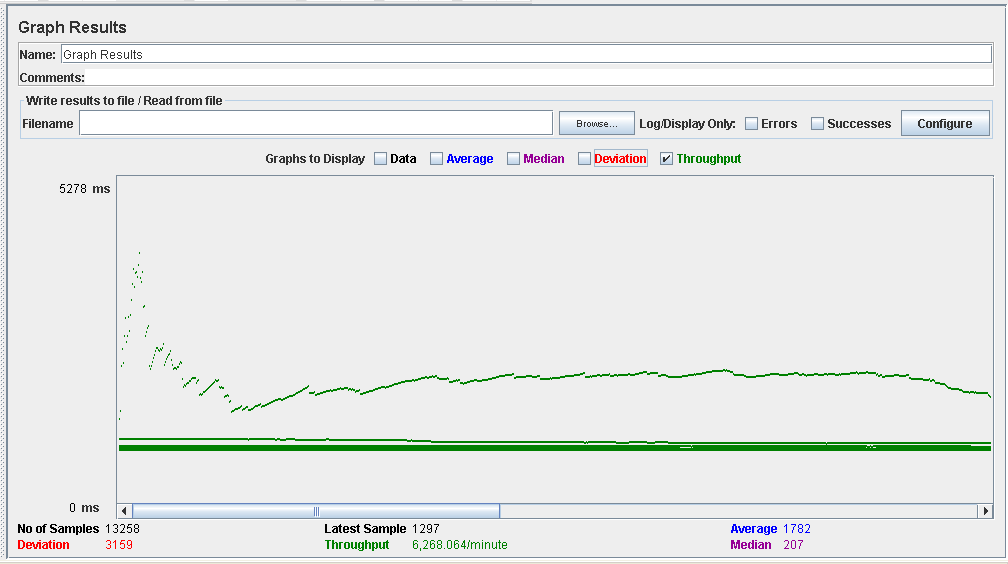 Graph Results
Name: Graph Results
Comments:
Write results to file / Read from file
Filename Browse... Log/Display Only: Errors Successes Configure
Graphs to Display Data Average Median Deviation Throughput
5278 ms
0 ms
No of Samples 13258 Latest Sample 1297 Average 1782
Deviation 3159 Throughput 6,268.064/minute Median 207